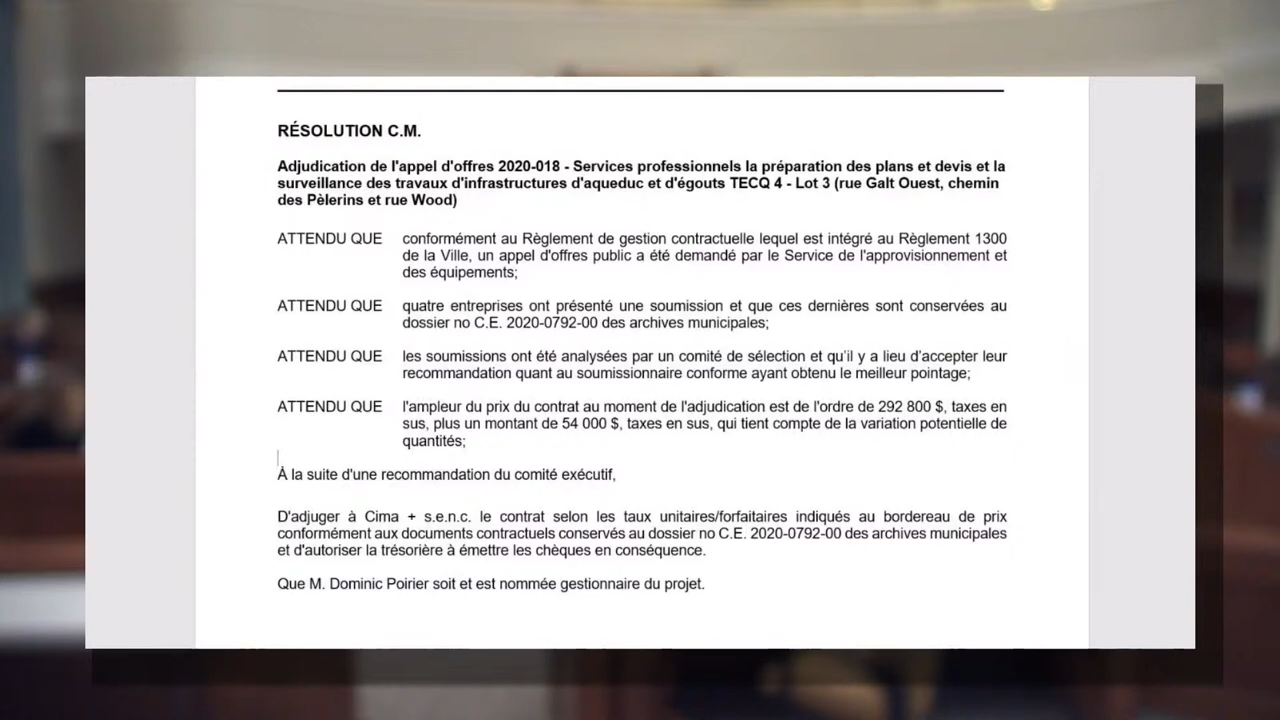 RÉSOLUTION C.M.
Adjudication de l'appel d'offres 2020-018 - Services professionnels la préparation des plans et devis et la
surveillance des travaux d'infrastructures d'aqueduc et d'égouts TECQ 4 - Lot 3 (rue Galt Ouest, chemin
des Pèlerins et rue Wood)
ATTENDU QUE conformément au Règlement de gestion contractuelle lequel est intégré au Règlement 1300
de la Ville, un appel d'offres public a été demandé par le Service de l'approvisionnement et
des équipements;
ATTENDU QUE quatre entreprises ont présenté une soumission et que ces dernières sont conservées au
dossier no C.E. 2020-0792-00 des archives municipales;
ATTENDU QUE les soumissions ont été analysées par un comité de sélection et qu'il y a lieu d'accepter leur
recommandation quant au soumissionnaire conforme ayant obtenu le meilleur pointage;
ATTENDU QUE l'ampleur du prix du contrat au moment de l'adjudication est de l'ordre de 292 800 $, taxes en
sus, plus un montant de 54 000 $, taxes en sus, qui tient compte de la variation potentielle de
quantités;
À la suite d'une recommandation du comité exécutif,
D'adjuger à Cima + s.e.n.c. le contrat selon les taux unitaires/forfaitaires indiqués au bordereau de prix
conformément aux documents contractuels conservés au dossier no C.E. 2020-0792-00 des archives municipales
et d'autoriser la trésorière à émettre les chèques en conséquence.
Que M. Dominic Poirier soit et est nommée gestionnaire du projet.